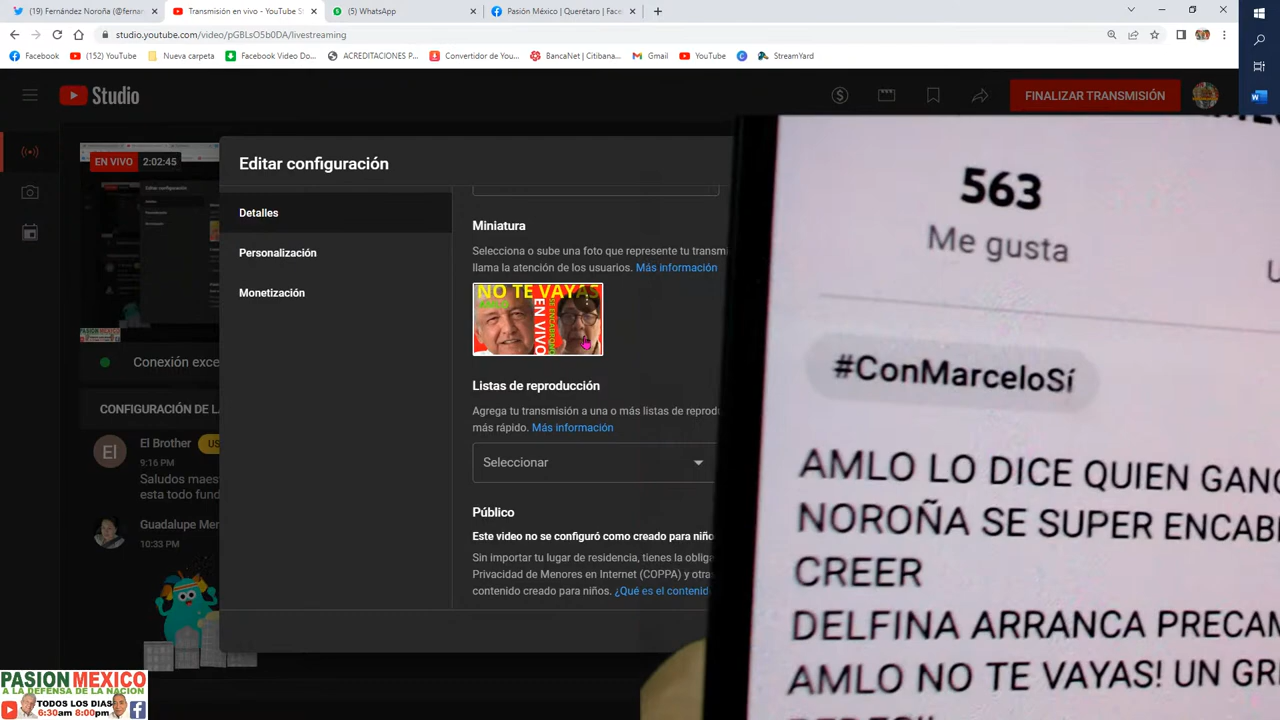 (19) Fernández Noroña (@fernar
Transmisión en vivo - YouTube S
(5) WhatsApp
Pasión México | Querétaro | Face
studio.youtube.com/video/pGBLsO5b0DA/livestreaming
Facebook
(152) YouTube
Nueva carpeta
Facebook Video Do...
ACREDITACIONES P...
Convertidor de Yout...
BancaNet | Citibana...
Gmail
YouTube
StreamYard
Studio
FINALIZAR TRANSMISIÓN
EN VIVO
2:02:45
Editar configuración
Detalles
Personalización
Monetización
Miniatura
Selecciona o sube una foto que represente tu transmi
llama la atención de los usuarios. Más información
NO TE VAYAS
EN VIVO
SE ENCABRONO
Listas de reproducción
Agrega tu transmisión a una o más listas de reprodu
más rápido. Más información
Seleccionar
Público
Este video no se configuró como creado para niño
Sin importar tu lugar de residencia, tienes la obliga
Privacidad de Menores en Internet (COPPA) y otra
contenido creado para niños. ¿Qué es el contenid
Conexión exce
CONFIGURACIÓN DE LA
El
El Brother
US
9:16 PM
Saludos maes
esta todo fund
Guadalupe Mer
10:33 PM
563
Me gusta
#ConMarceloSí
AMLO LO DICE QUIEN GANO
NOROÑA SE SUPER ENCAB
CREER
DELFINA ARRANCA PRECAM
AMLO NO TE VAYAS! UN GRI
PASION MEXICO
A LA DEFENSA DE LA NACION
TODOS LOS DIAS
6:30am 8:00pm